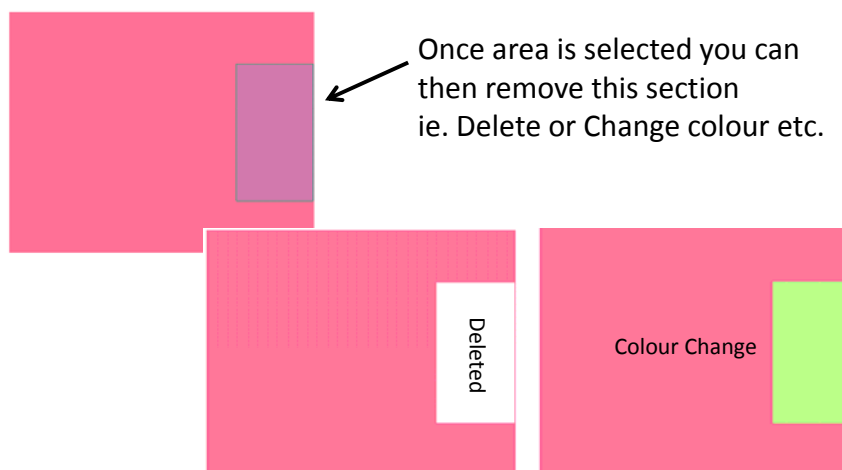 Once area is selected you can
then remove this section
ie. Delete or Change colour etc.
Deleted
Colour Change